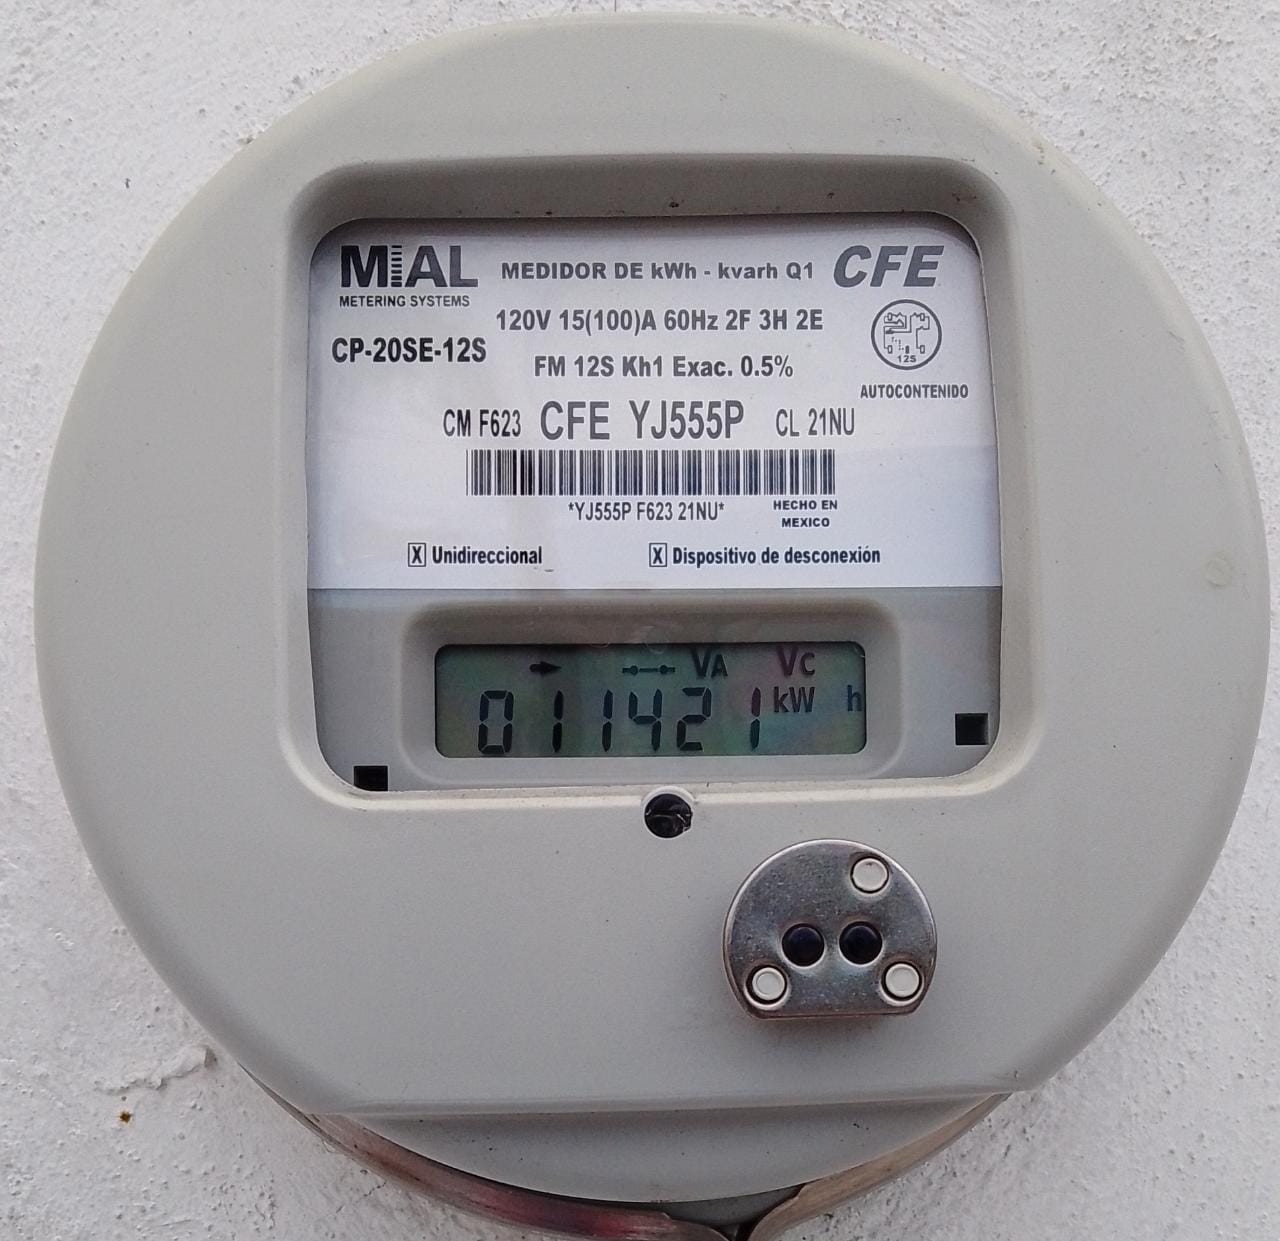 MIAL METERING SYSTEMS
MEDIDOR DE kWh - kvarh Q1
CFE
120V 15(100)A 60Hz 2F 3H 2E
CP-20SE-12S
FM 12S Kh1 Exac. 0.5%
12S
AUTOCONTENIDO
CM F623 CFE YJ555P CL 21NU
*YJ555P F623 21NU*
HECHO EN
MEXICO
X Unidireccional
X Dispositivo de desconexión
VA VC
011421 kW h